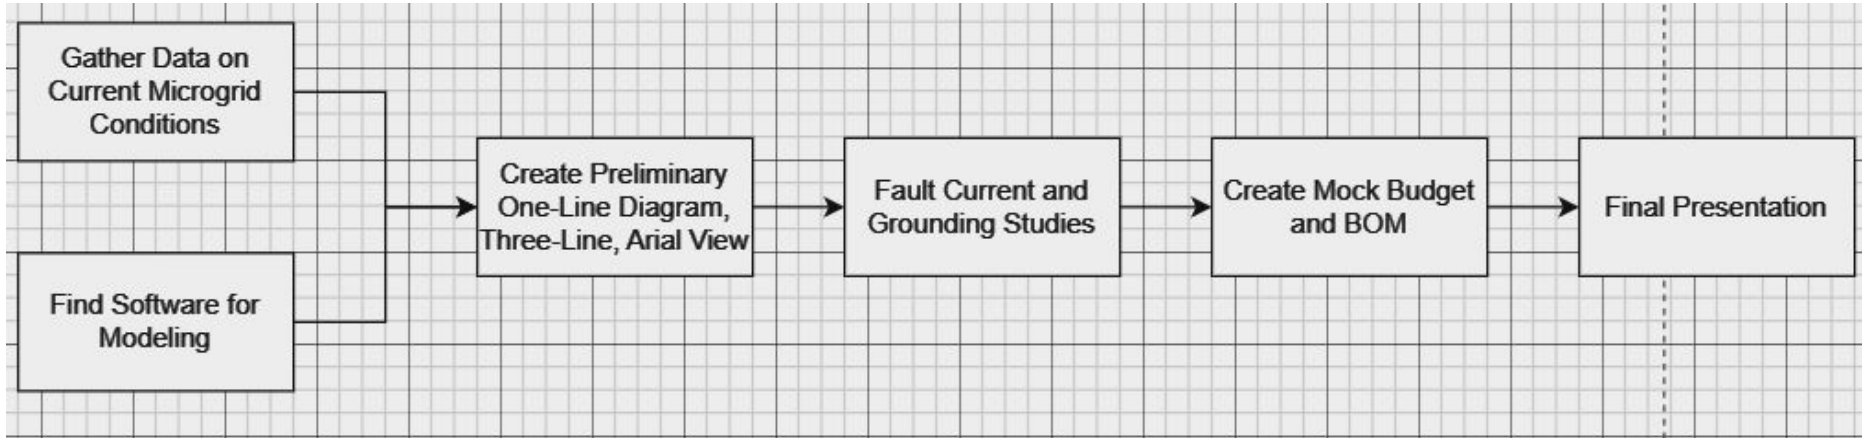 Gather Data on
Current Microgrid
Conditions
Find Software for
Modeling
Create Preliminary
One-Line Diagram,
Three-Line, Arial View
Fault Current and
Grounding Studies
Create Mock Budget
and BOM
Final Presentation